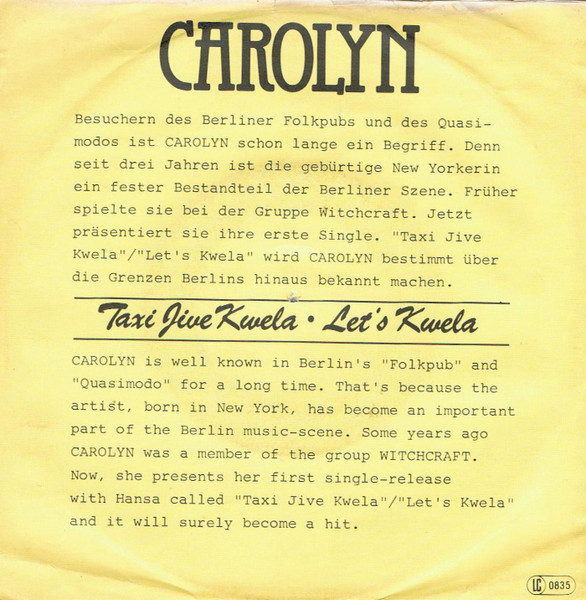 CAROLYN
Besuchern des Berliner Folkpubs und des Quasi-
modos ist CAROLYN schon lange ein Begriff. Denn
seit drei Jahren ist die gebürtige New Yorkerin
ein fester Bestandteil der Berliner Szene. Früher
spielte sie bei der Gruppe Witchcraft. Jetzt
präsentiert sie ihre erste Single. "Taxi Jive
Kwela"/"Let's Kwela" wird CAROLYN bestimmt über
die Grenzen Berlins hinaus bekannt machen.
Taxi Jive Kwela • Let's Kwela
CAROLYN is well known in Berlin's "Folkpub" and
"Quasimodo" for a long time. That's because the
artist, born in New York, has become an important
part of the Berlin music-scene. Some years ago
CAROLYN was a member of the group WITCHCRAFT.
Now, she presents her first single-release
with Hansa called "Taxi Jive Kwela"/"Let's Kwela"
and it will surely become a hit.
LC 0835